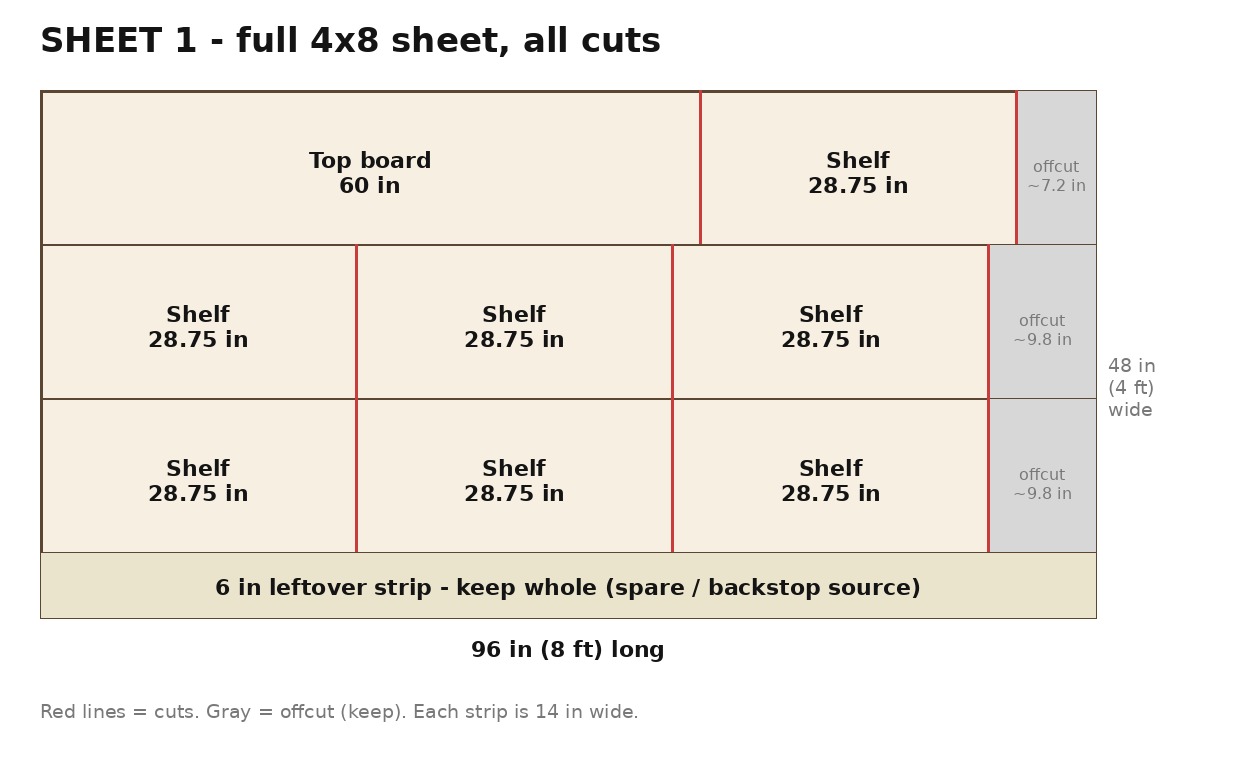 SHEET 1 - full 4x8 sheet, all cuts
Top board
60 in
Shelf
28.75 in
offcut
~7.2 in
Shelf
28.75 in
Shelf
28.75 in
Shelf
28.75 in
offcut
~9.8 in
48 in
(4 ft)
wide
Shelf
28.75 in
Shelf
28.75 in
Shelf
28.75 in
offcut
~9.8 in
6 in leftover strip - keep whole (spare / backstop source)
96 in (8 ft) long
Red lines = cuts. Gray = offcut (keep). Each strip is 14 in wide.